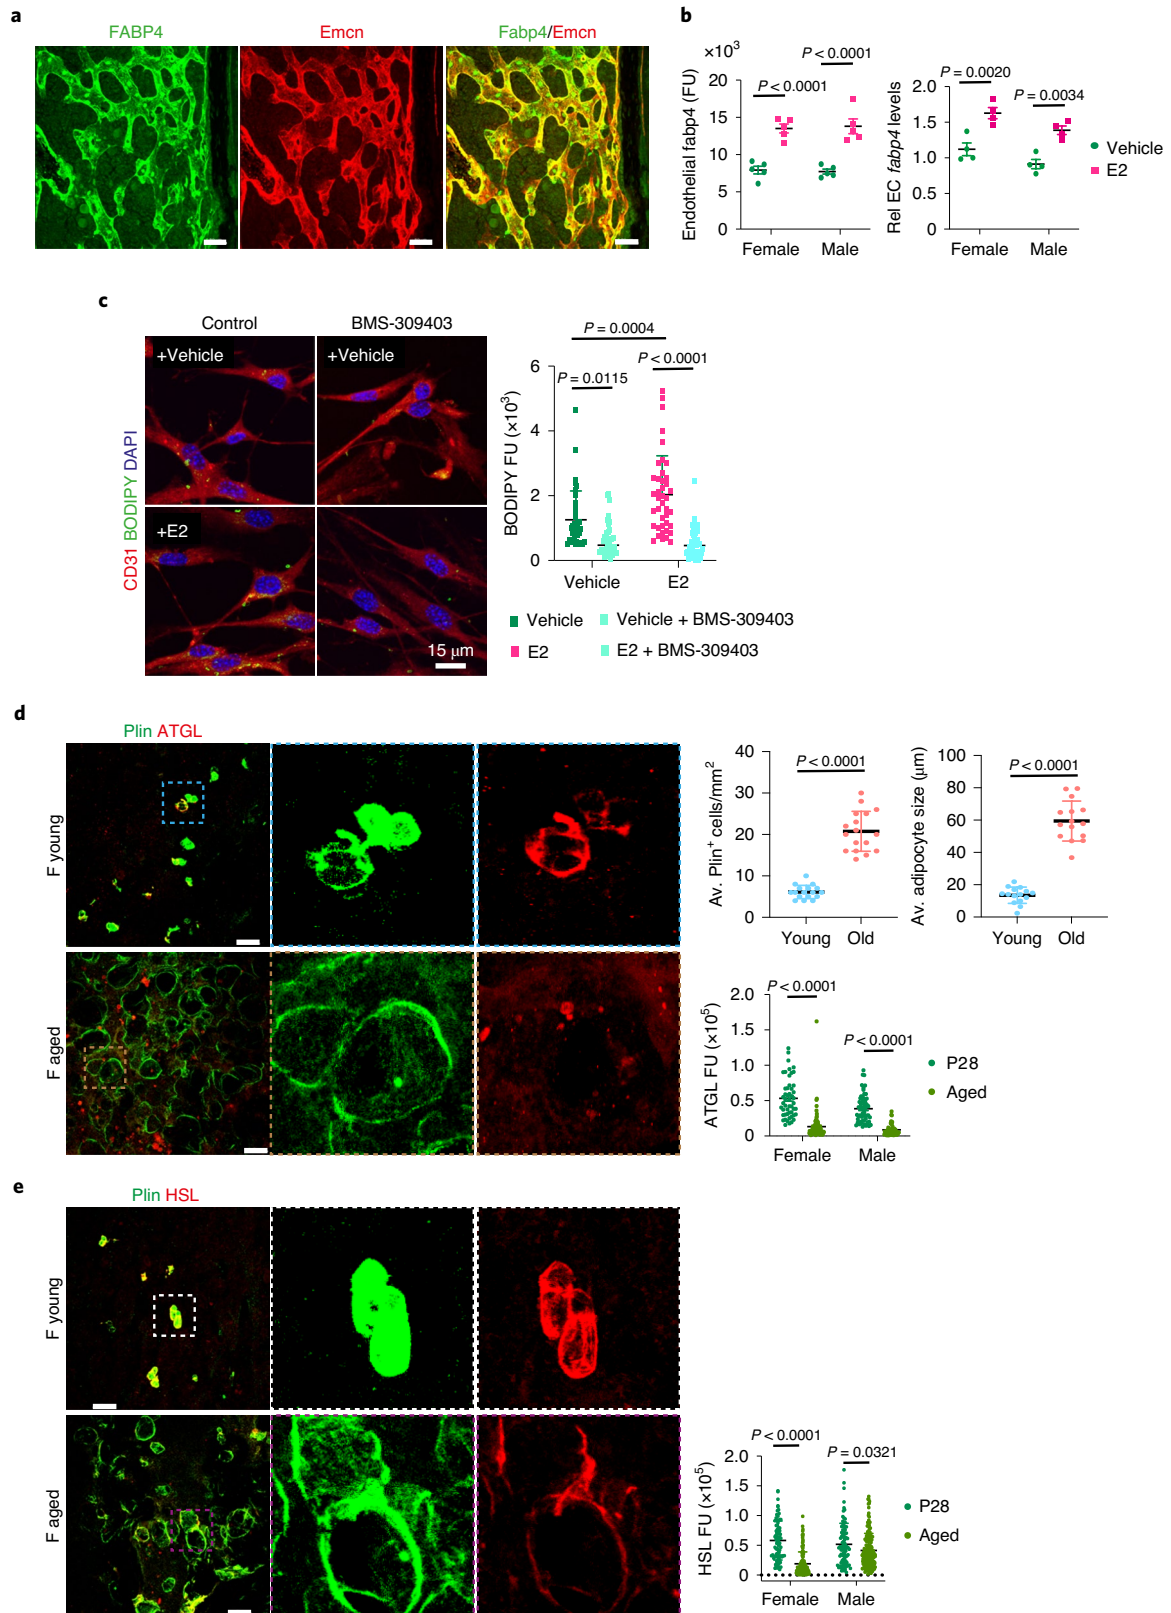 a
FABP4
Emcn
Fabp4/Emcn
b
×10³
P < 0.0001
P < 0.0001
Endothelial fabp4 (FU)
20
15
10
5
0
Female
Male
P = 0.0020
P = 0.0034
Rel EC fabp4 levels
2.0
1.5
1.0
0.5
0
Female
Male
Vehicle
E2
c
Control
BMS-309403
+Vehicle
+Vehicle
+E2
CD31 BODIPY DAPI
15 μm
P = 0.0004
P < 0.0001
P = 0.0115
BODIPY FU (×10³)
6
4
2
0
Vehicle
E2
Vehicle
Vehicle + BMS-309403
E2
E2 + BMS-309403
d
Plin ATGL
F young
F aged
Av. Plin⁺ cells/mm²
40
30
20
10
0
P < 0.0001
Young
Old
Av. adipocyte size (μm)
100
80
60
40
20
0
P < 0.0001
Young
Old
ATGL FU (×10⁵)
2.0
1.5
1.0
0.5
0
P < 0.0001
P < 0.0001
Female
Male
P28
Aged
e
Plin HSL
F young
F aged
HSL FU (×10⁵)
2.0
1.5
1.0
0.5
0
P < 0.0001
P = 0.0321
Female
Male
P28
Aged